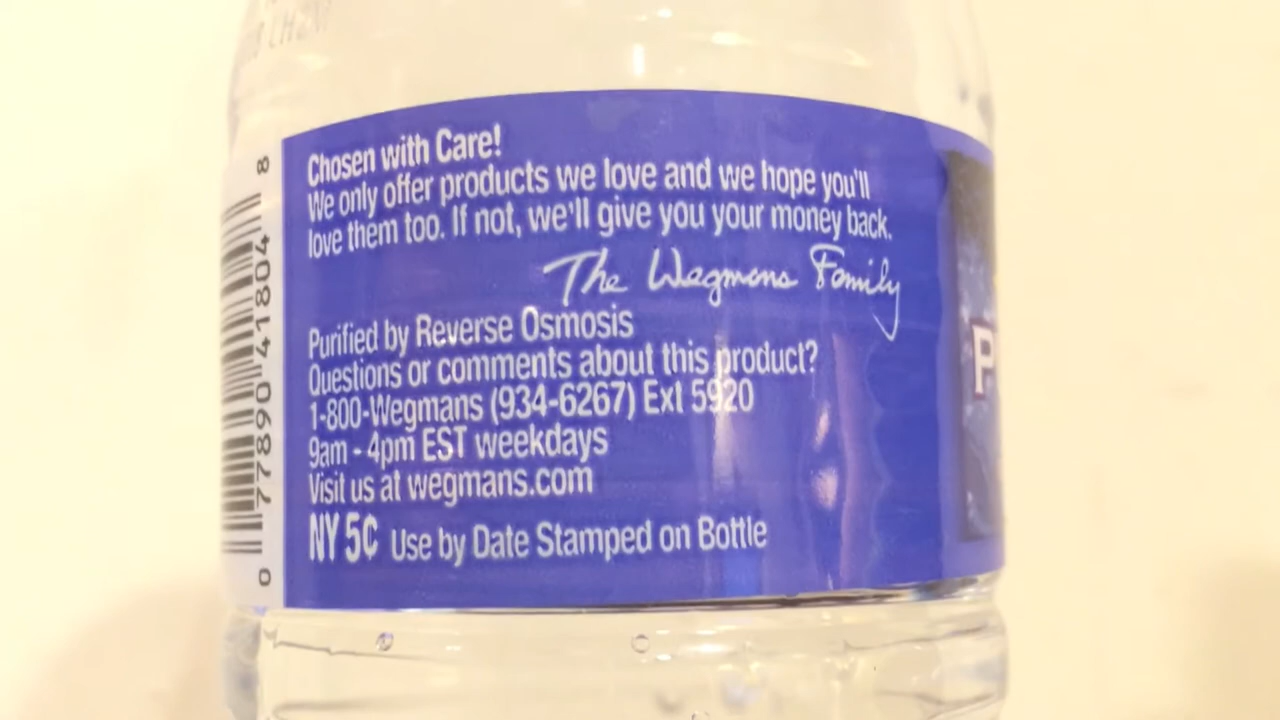 Chosen with Care!
We only offer products we love and we hope you'll
love them too. If not, we'll give you your money back.
The Wegmans Family
Purified by Reverse Osmosis
Questions or comments about this product?
1-800-Wegmans (934-6267) Ext 5920
9am - 4pm EST weekdays
Visit us at wegmans.com
NY 5¢ Use by Date Stamped on Bottle
0 77890 41804 8
P